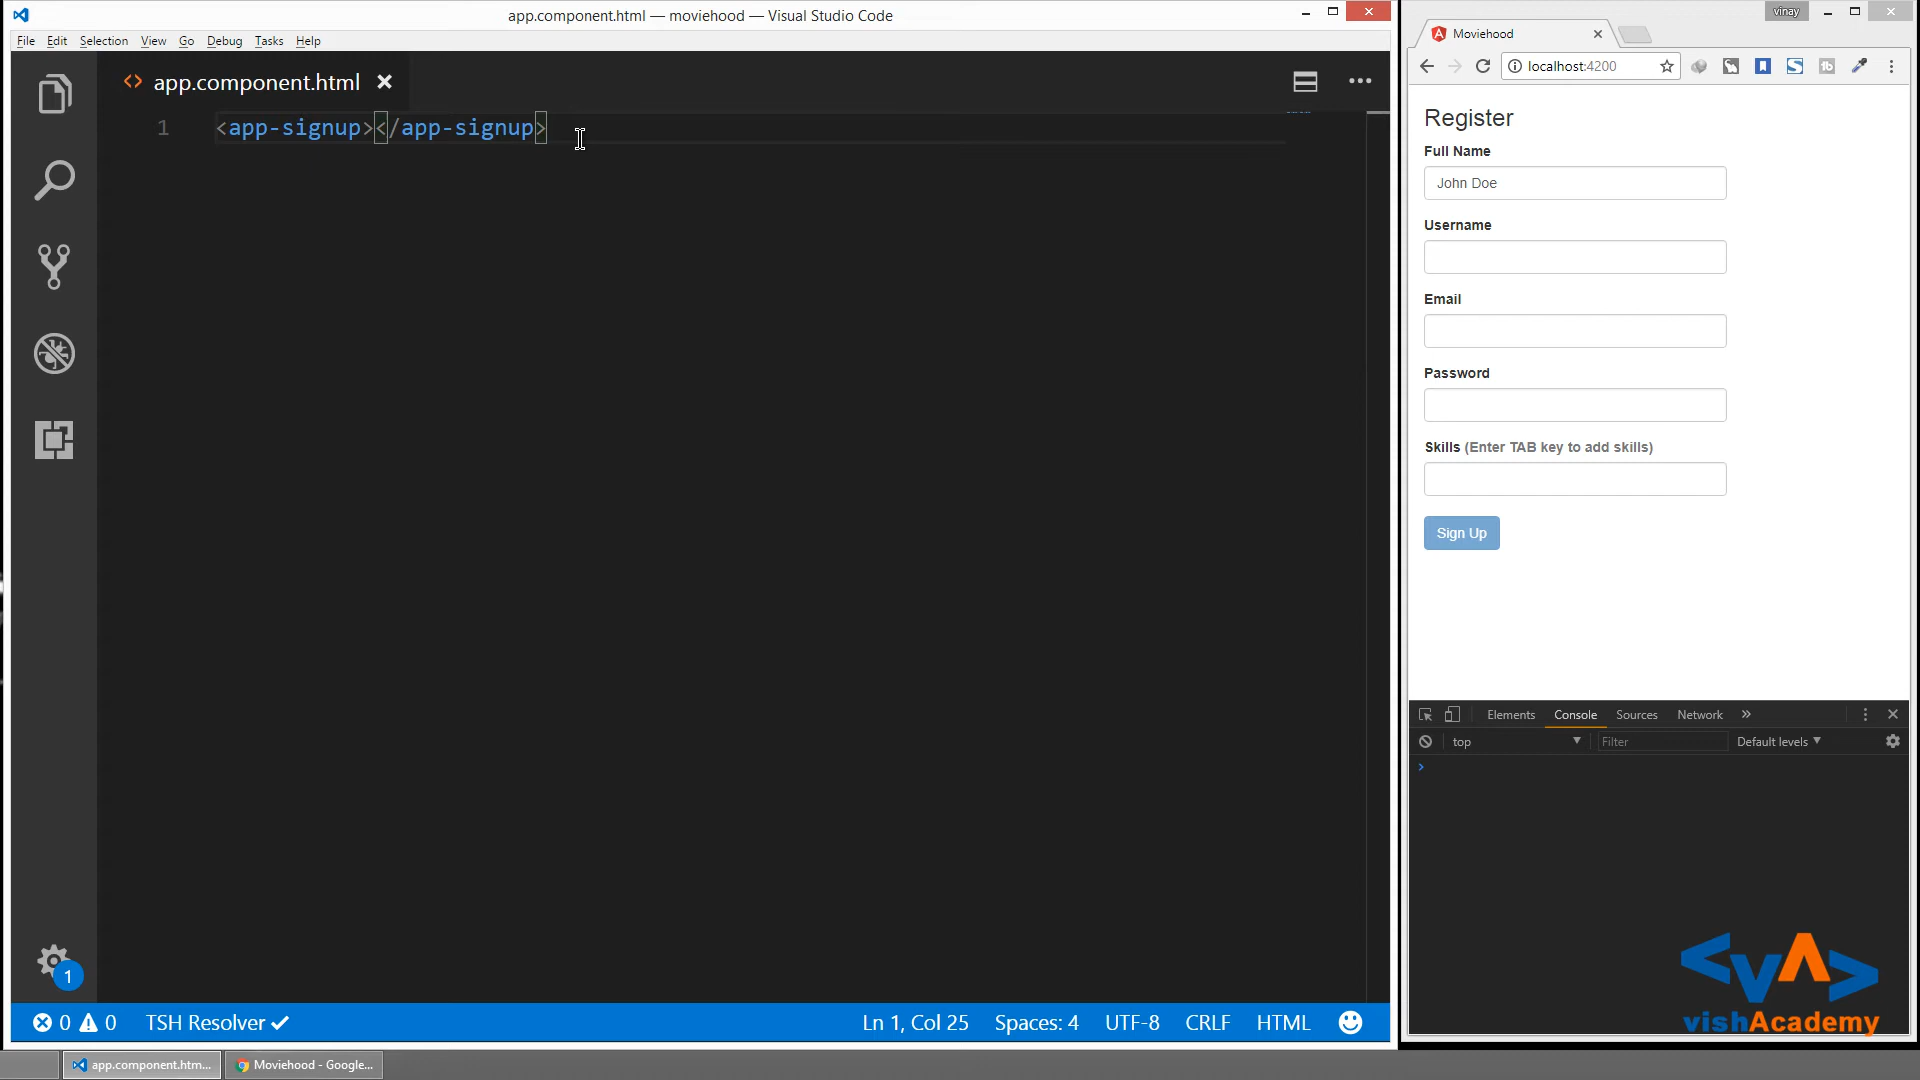 app.component.html — moviehood — Visual Studio Code
File Edit Selection View Go Debug Tasks Help
<> app.component.html
1 <app-signup></app-signup>
1
0 0 TSH Resolver
Ln 1, Col 25 Spaces: 4 UTF-8 CRLF HTML
app.component.htm... Moviehood - Google...
vinay
Moviehood
localhost:4200
Register
Full Name
John Doe
Username
Email
Password
Skills (Enter TAB key to add skills)
Sign Up
Elements Console Sources Network »
top Filter Default levels
>
<VA>
vishAcademy